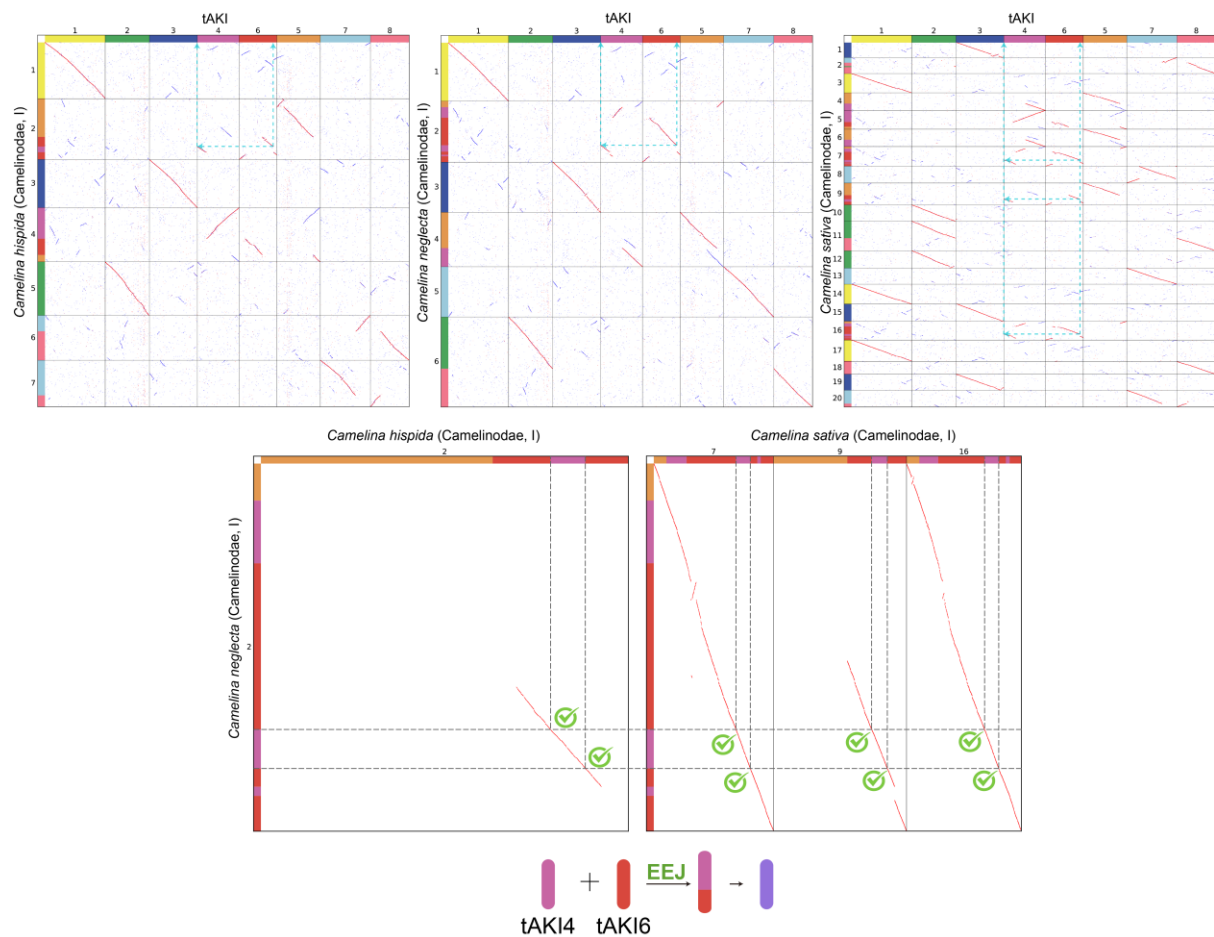 tAKI
1 2 3 4 6 5 7 8
Camelina hispida (Camelinodae, I)
1
2
3
4
5
6
7
tAKI
1 2 3 4 6 5 7 8
Camelina neglecta (Camelinodae, I)
1
2
3
4
5
6
tAKI
1 2 3 4 6 5 7 8
Camelina sativa (Camelinodae, I)
1
2
3
4
5
6
7
8
9
10
11
12
13
14
15
16
17
18
19
20
Camelina hispida (Camelinodae, I)
2
Camelina sativa (Camelinodae, I)
7 9 16
Camelina neglecta (Camelinodae, I)
2
+ EEJ
tAKI4 tAKI6